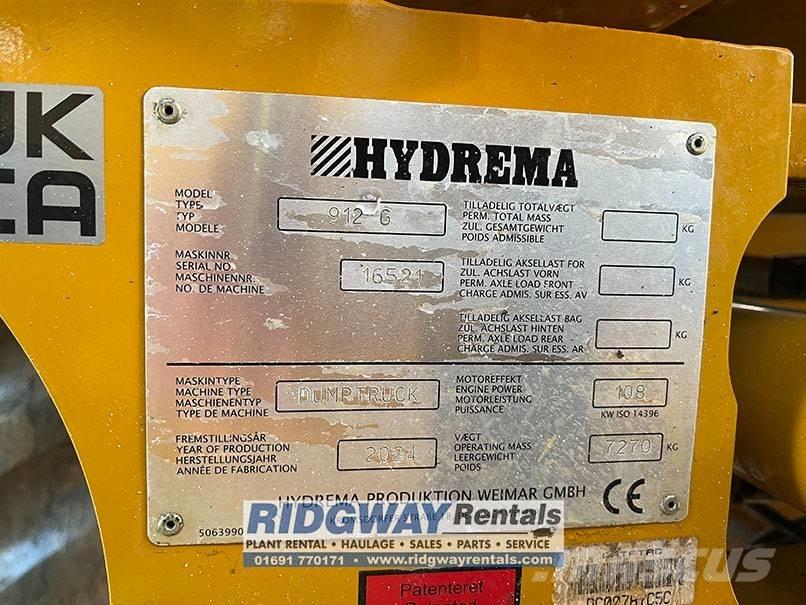 UK
CA
HYDREMA
MODEL
TYPE
TYP
MODÉLE
912 G
MASKINNR.
SERIAL NO.
MASCHINENNR.
NO. DE MACHINE
16521
TILLADELIG TOTALVÆGT
PERM. TOTAL MASS
ZUL. GESAMTGEWICHT
POIDS ADMISSIBLE
KG
TILLADELIG AKSELLAST FOR
ZUL. ACHSLAST VORN
PERM. AXLE LOAD FRONT
CHARGE ADMIS. SUR ESS. AV
KG
TILLADELIG AKSELLAST BAG
ZUL. ACHSLAST HINTEN
PERM. AXLE LOAD REAR
CHARGE ADMIS. SUR ESS. AR
KG
MASKINTYPE
MACHINE TYPE
MASCHIENENTYP
TYPE DE MACHINE
DUMPTRUCK
MOTOREFFEKT
ENGINE POWER
MOTORLEISTUNG
PUISSANCE
108
KW ISO 14396
FREMSTILLINGSÅR
YEAR OF PRODUCTION
HERSTELLUNGSJAHR
ANNÉE DE FABRICATION
2024
VÆGT
OPERATING MASS
LEERGEWICHT
POIDS
7270 KG
HYDREMA PRODUKTION WEIMAR GMBH
CE
KROMSDORFER STRAßE
5063990
RIDGWAY Rentals
PLANT RENTAL • HAULAGE • SALES • PARTS • SERVICE
01691 770171 • www.ridgwayrentals.com
Patenteret